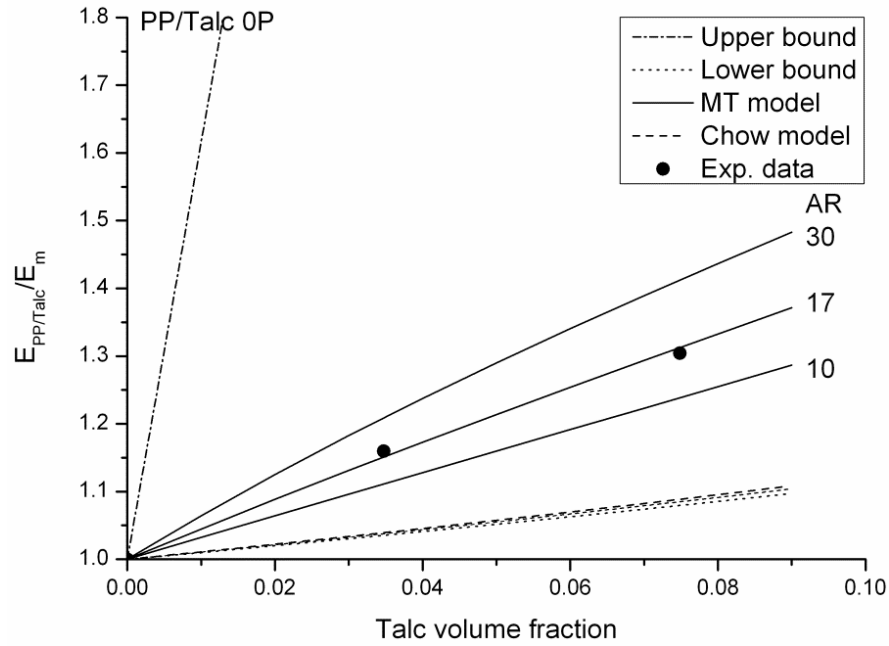 PP/Talc 0P
Upper bound
Lower bound
MT model
Chow model
Exp. data
AR
30
17
10
1.8
1.7
1.6
1.5
1.4
1.3
1.2
1.1
1.0
E_PP/Talc/E_m
0.00 0.02 0.04 0.06 0.08 0.10
Talc volume fraction